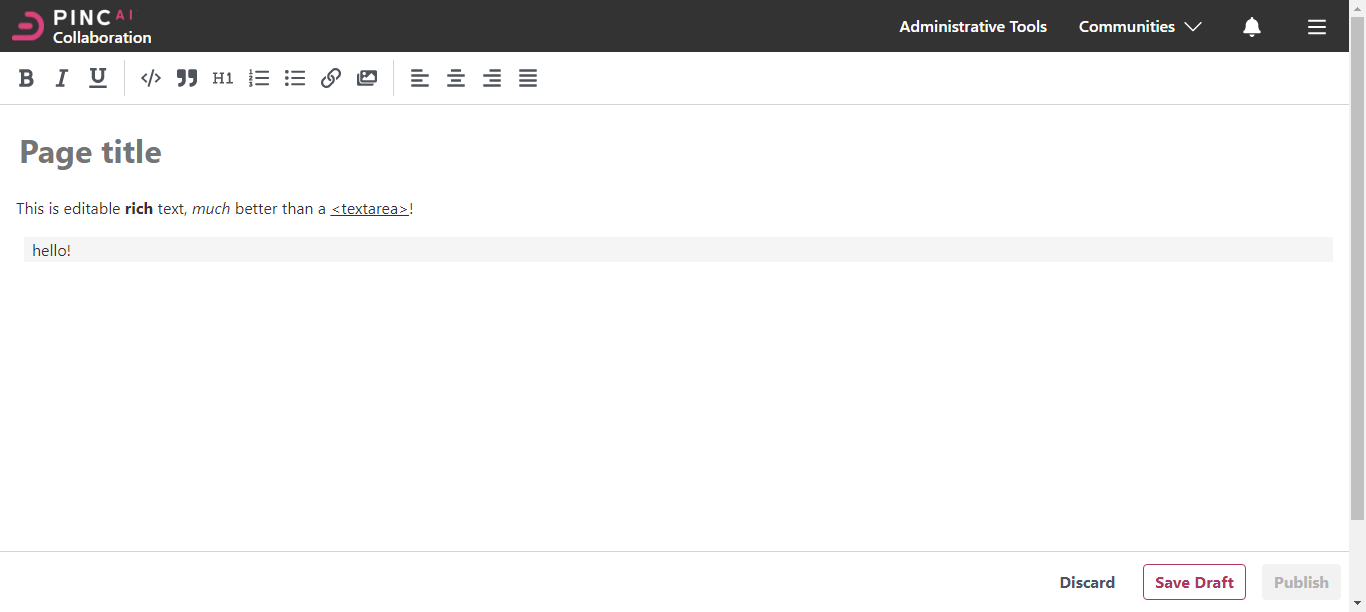 PINC AI
Collaboration
Administrative Tools Communities
B I U </> H1
Page title
This is editable rich text, much better than a <textarea>!
hello!
Discard Save Draft Publish